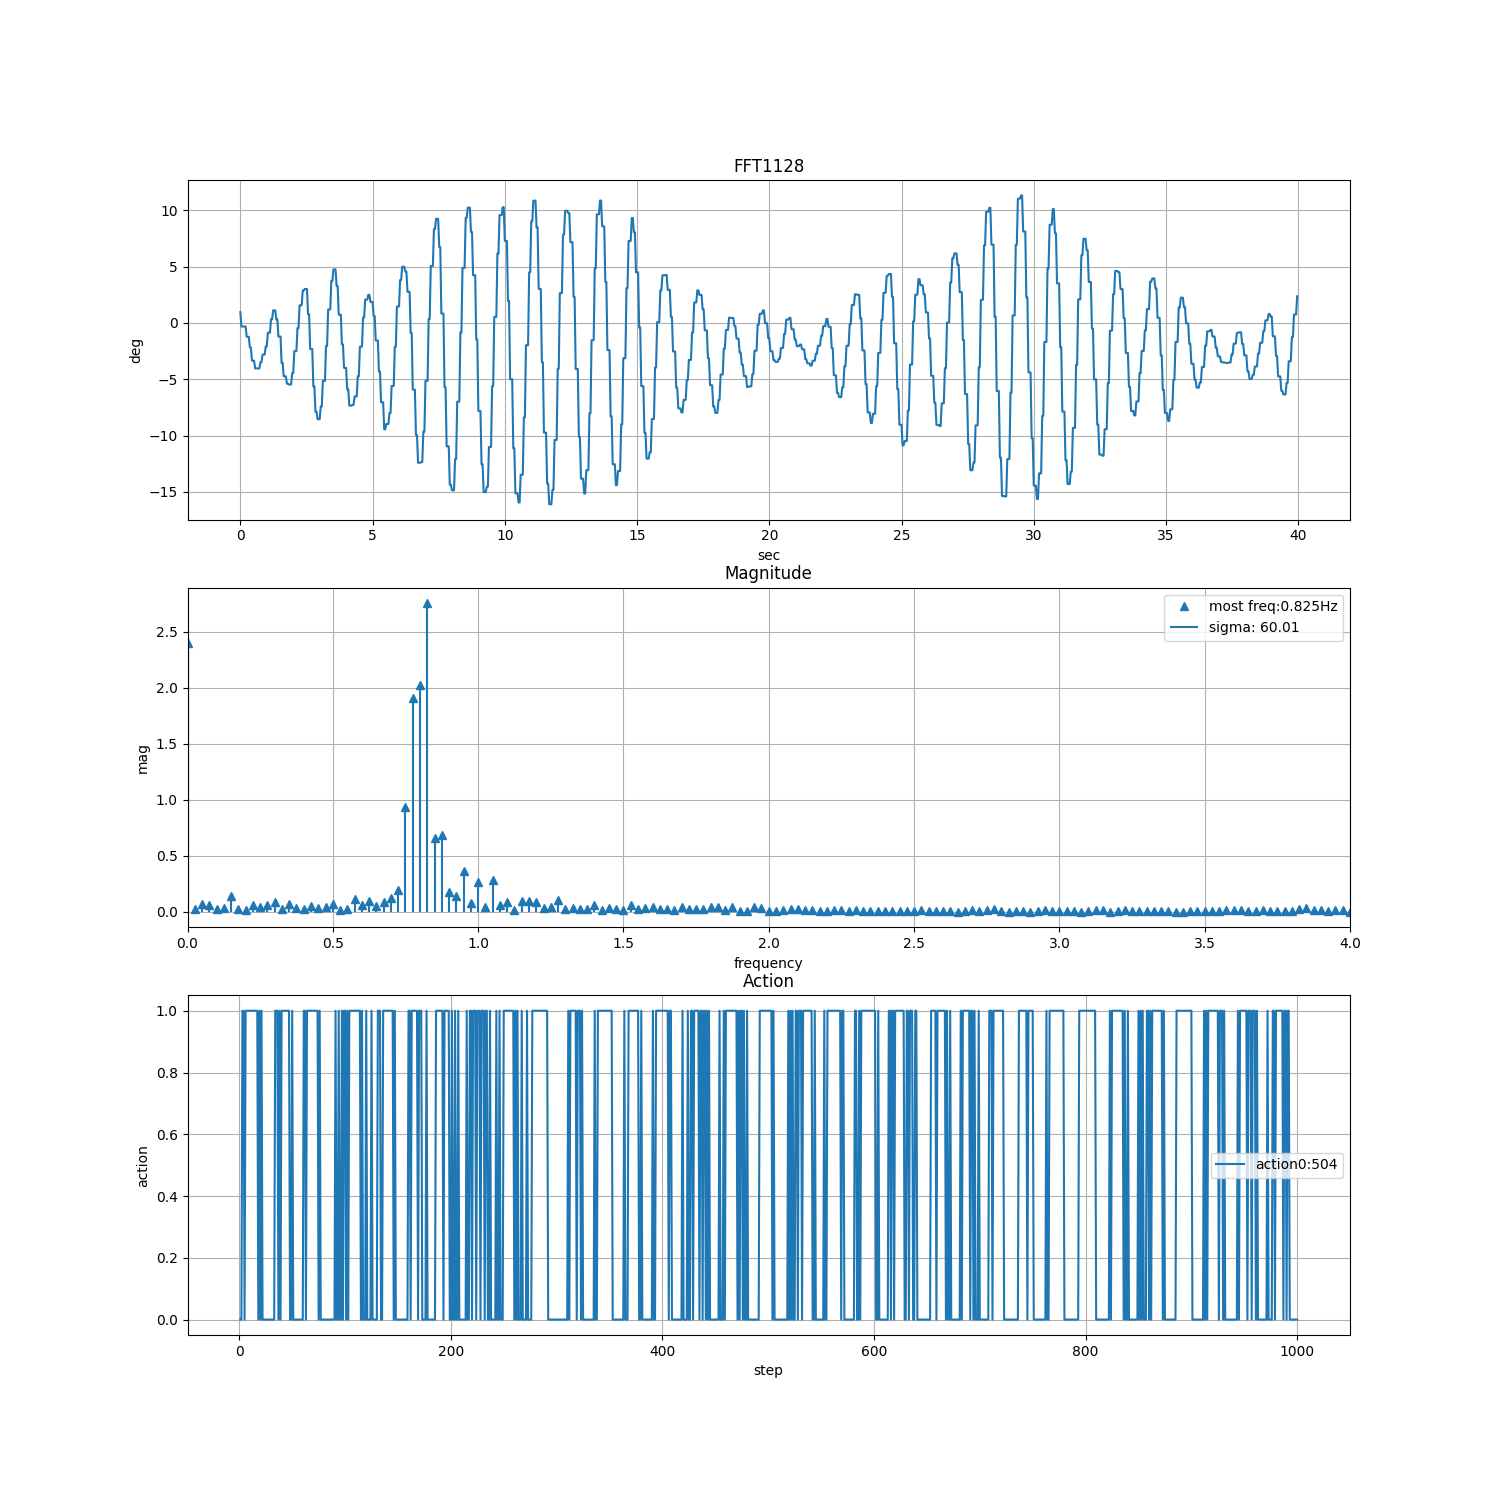 FFT1128
10
5
0
−5
−10
−15
deg
0 5 10 15 20 25 30 35 40
sec
Magnitude
most freq:0.825Hz
sigma: 60.01
2.5
2.0
1.5
1.0
0.5
0.0
mag
0.0 0.5 1.0 1.5 2.0 2.5 3.0 3.5 4.0
frequency
Action
1.0
0.8
0.6
0.4
0.2
0.0
action
action0:504
0 200 400 600 800 1000
step